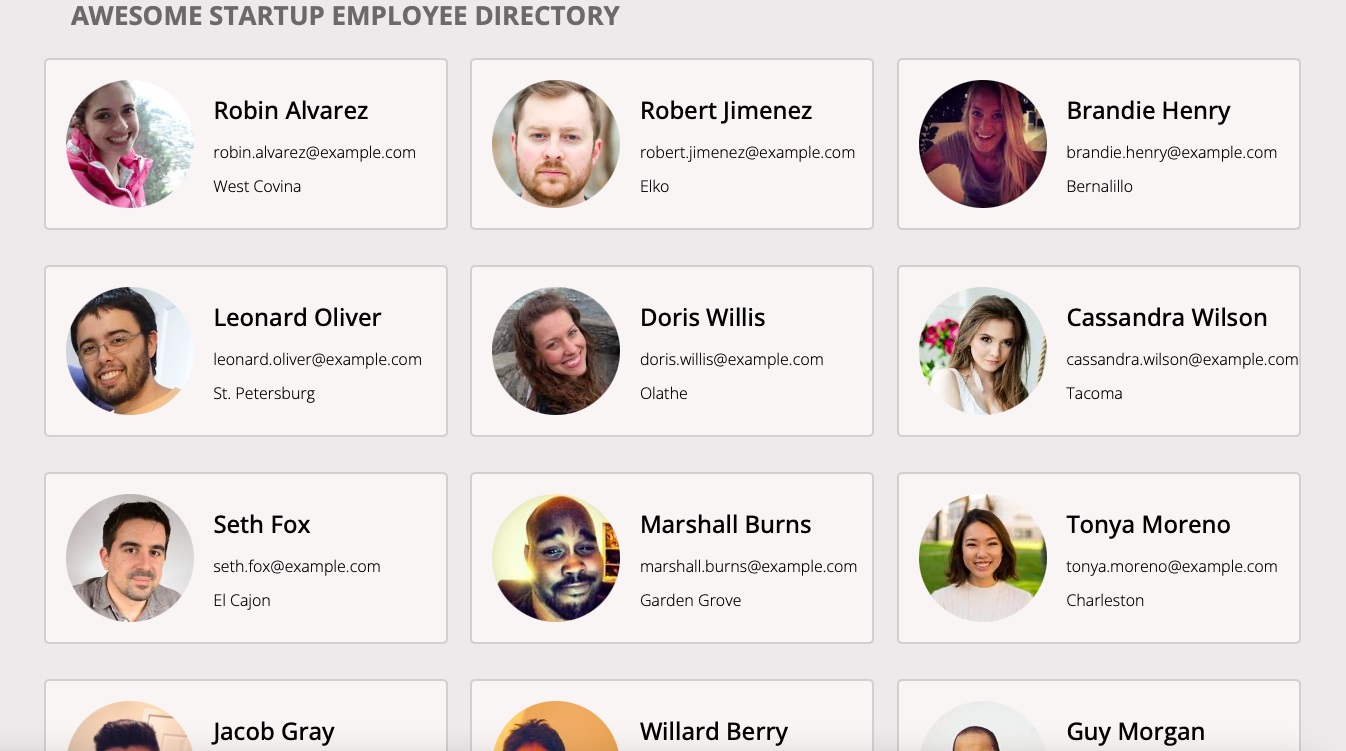 AWESOME STARTUP EMPLOYEE DIRECTORY
Robin Alvarez
robin.alvarez@example.com
West Covina
Robert Jimenez
robert.jimenez@example.com
Elko
Brandie Henry
brandie.henry@example.com
Bernalillo
Leonard Oliver
leonard.oliver@example.com
St. Petersburg
Doris Willis
doris.willis@example.com
Olathe
Cassandra Wilson
cassandra.wilson@example.com
Tacoma
Seth Fox
seth.fox@example.com
El Cajon
Marshall Burns
marshall.burns@example.com
Garden Grove
Tonya Moreno
tonya.moreno@example.com
Charleston
Jacob Gray
Willard Berry
Guy Morgan